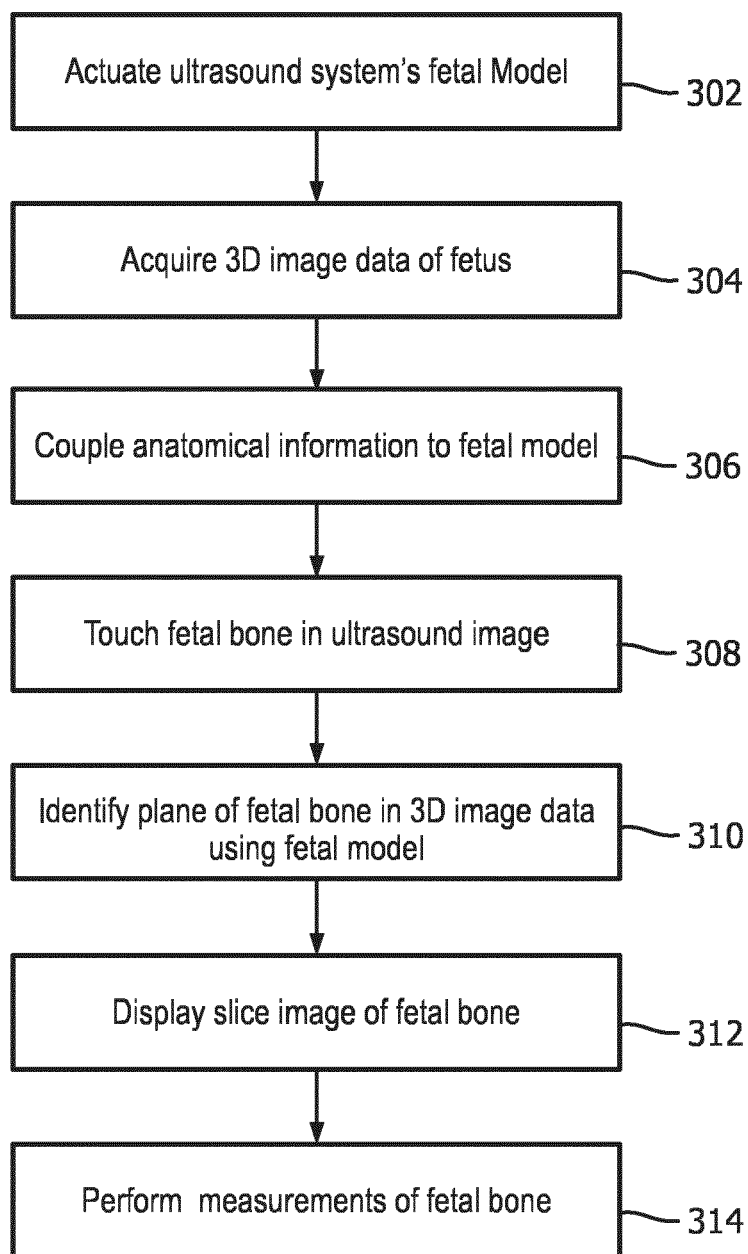 Actuate ultrasound system's fetal Model
302
Acquire 3D image data of fetus
304
Couple anatomical information to fetal model
306
Touch fetal bone in ultrasound image
308
Identify plane of fetal bone in 3D image data
using fetal model
310
Display slice image of fetal bone
312
Perform measurements of fetal bone
314